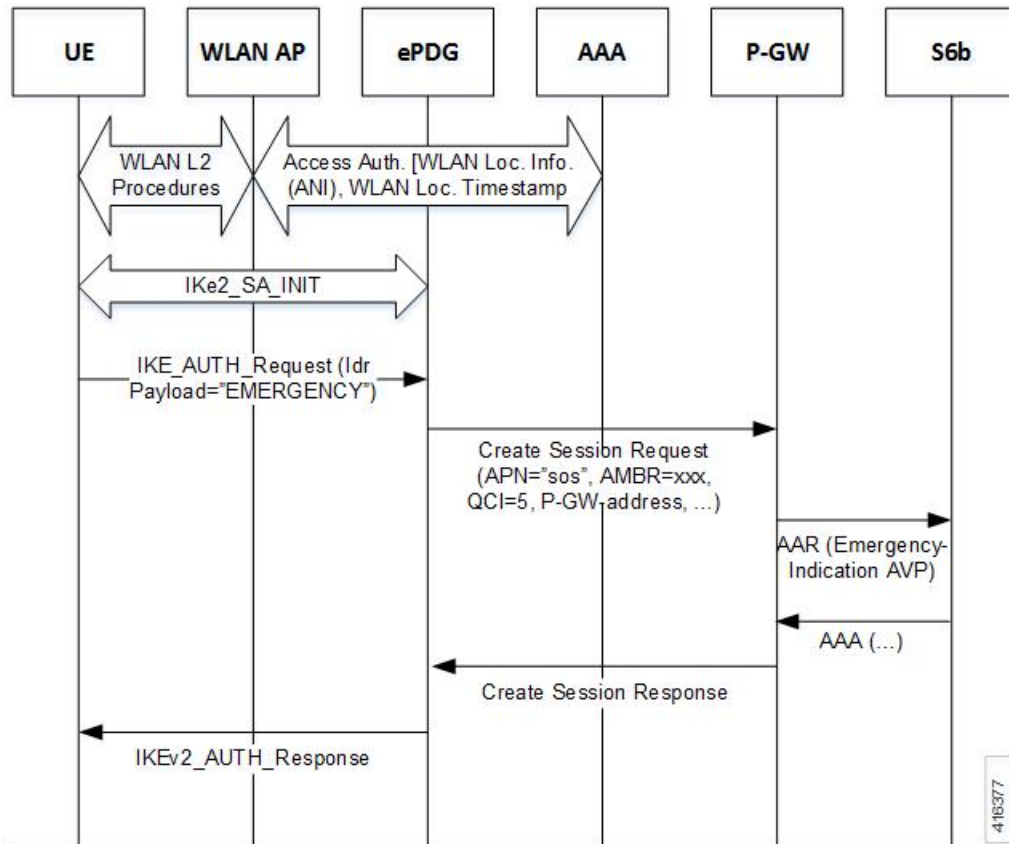 UE
WLAN AP
ePDG
AAA
P-GW
S6b
WLAN L2
Procedures
Access Auth. [WLAN Loc. Info.
(ANI), WLAN Loc. Timestamp
IKe2_SA_INIT
IKE_AUTH_Request (Idr
Payload=”EMERGENCY”)
Create Session Request
(APN=”sos”, AMBR=xxx,
QCI=5, P-GW-address, ...)
AAR (Emergency-
Indication AVP)
AAA (...)
Create Session Response
IKEv2_AUTH_Response
416377